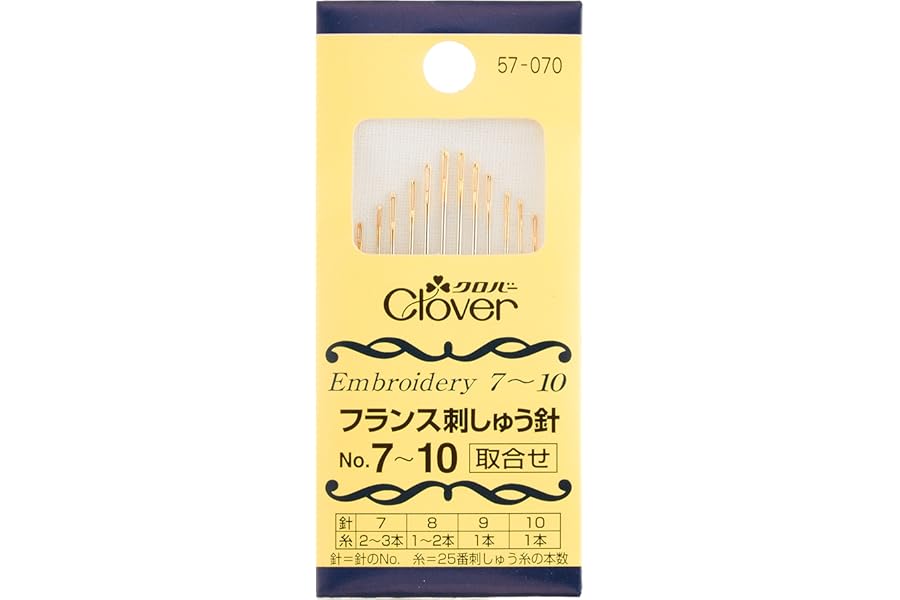 57-070
クロバー
Clover
Embroidery 7～10
フランス刺しゅう針
No.7～10 取合せ
針 7 8 9 10
糸 2～3本 1～2本 1本 1本
針＝針のNo. 糸＝25番刺しゅう糸の本数